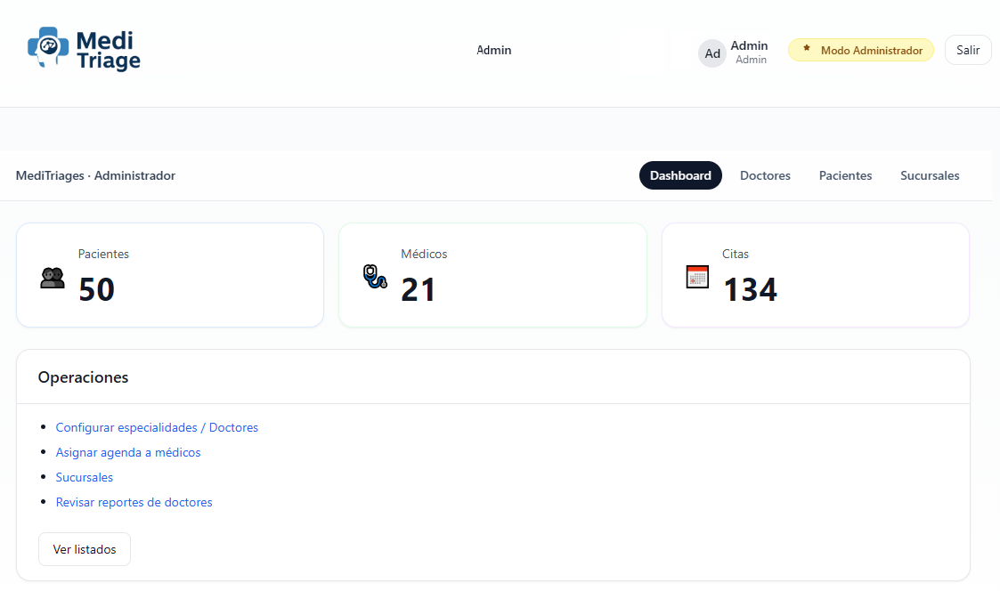 Medi
Triage
Admin
Ad
Admin
Admin
Modo Administrador
Salir
MediTriages · Administrador
Dashboard
Doctores
Pacientes
Sucursales
Pacientes
50
Médicos
21
Citas
134
Operaciones
Configurar especialidades / Doctores
Asignar agenda a médicos
Sucursales
Revisar reportes de doctores
Ver listados